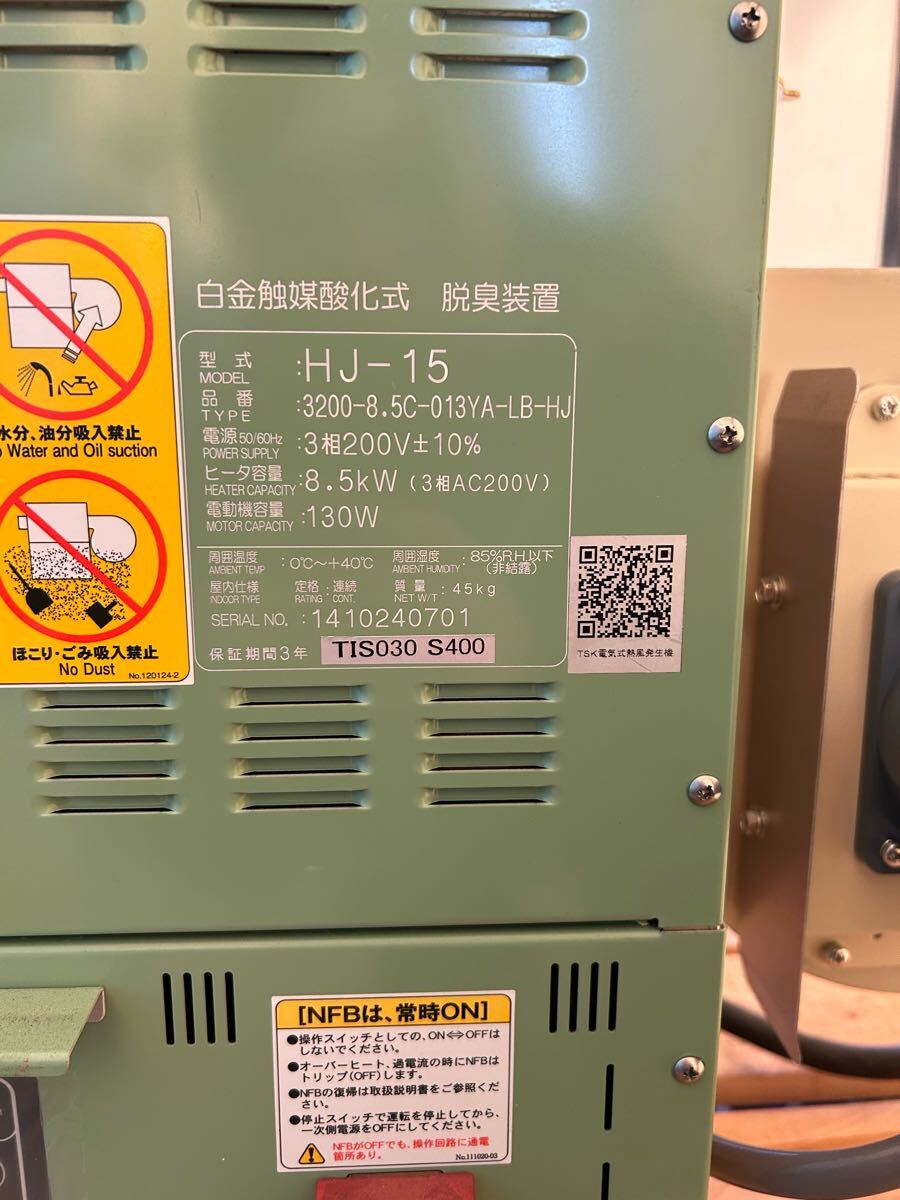 白金触媒酸化式 脱臭装置
型式 MODEL :HJ-15
品番 TYPE :3200-8.5C-013YA-LB-HJ
電源 50/60Hz POWER SUPPLY :3相200V±10%
ヒータ容量 HEATER CAPACITY :8.5kW (3相AC200V)
電動機容量 MOTOR CAPACITY :130W
周囲温度 AMBIENT TEMP :0℃~+40℃ 周囲湿度 AMBIENT HUMIDITY :85%R.H.以下 (非結露)
屋内仕様 INDOOR TYPE 定格:連続 RATING:CONT. 質量 NET W/T :45kg
SERIAL NO. :1410240701
保証期間3年 TIS030 S400
TSK電気式熱風発生機
水分、油分吸入禁止
Water and Oil suction
ほこり・ごみ吸入禁止
No Dust
No.120124-2
[NFBは、常時ON]
●操作スイッチとしての、ON⇔OFFは
しないでください。
●オーバーヒート、過電流の時にNFBは
トリップ(OFF)します。
●NFBの復帰は取扱説明書をご参照くだ
さい。
●停止スイッチで運転を停止してから、
一次側電源をOFFにしてください。
NFBがOFFでも、操作回路に通電
箇所あり。
No.111020-03